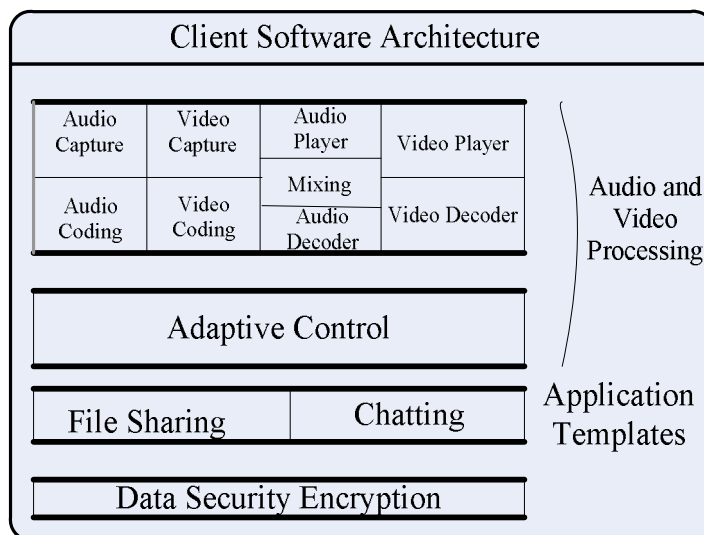 Client Software Architecture
Audio
Capture
Video
Capture
Audio
Player
Video Player
Mixing
Audio
Coding
Video
Coding
Audio
Decoder
Video Decoder
Audio and
Video
Processing
Adaptive Control
File Sharing
Chatting
Application
Templates
Data Security Encryption